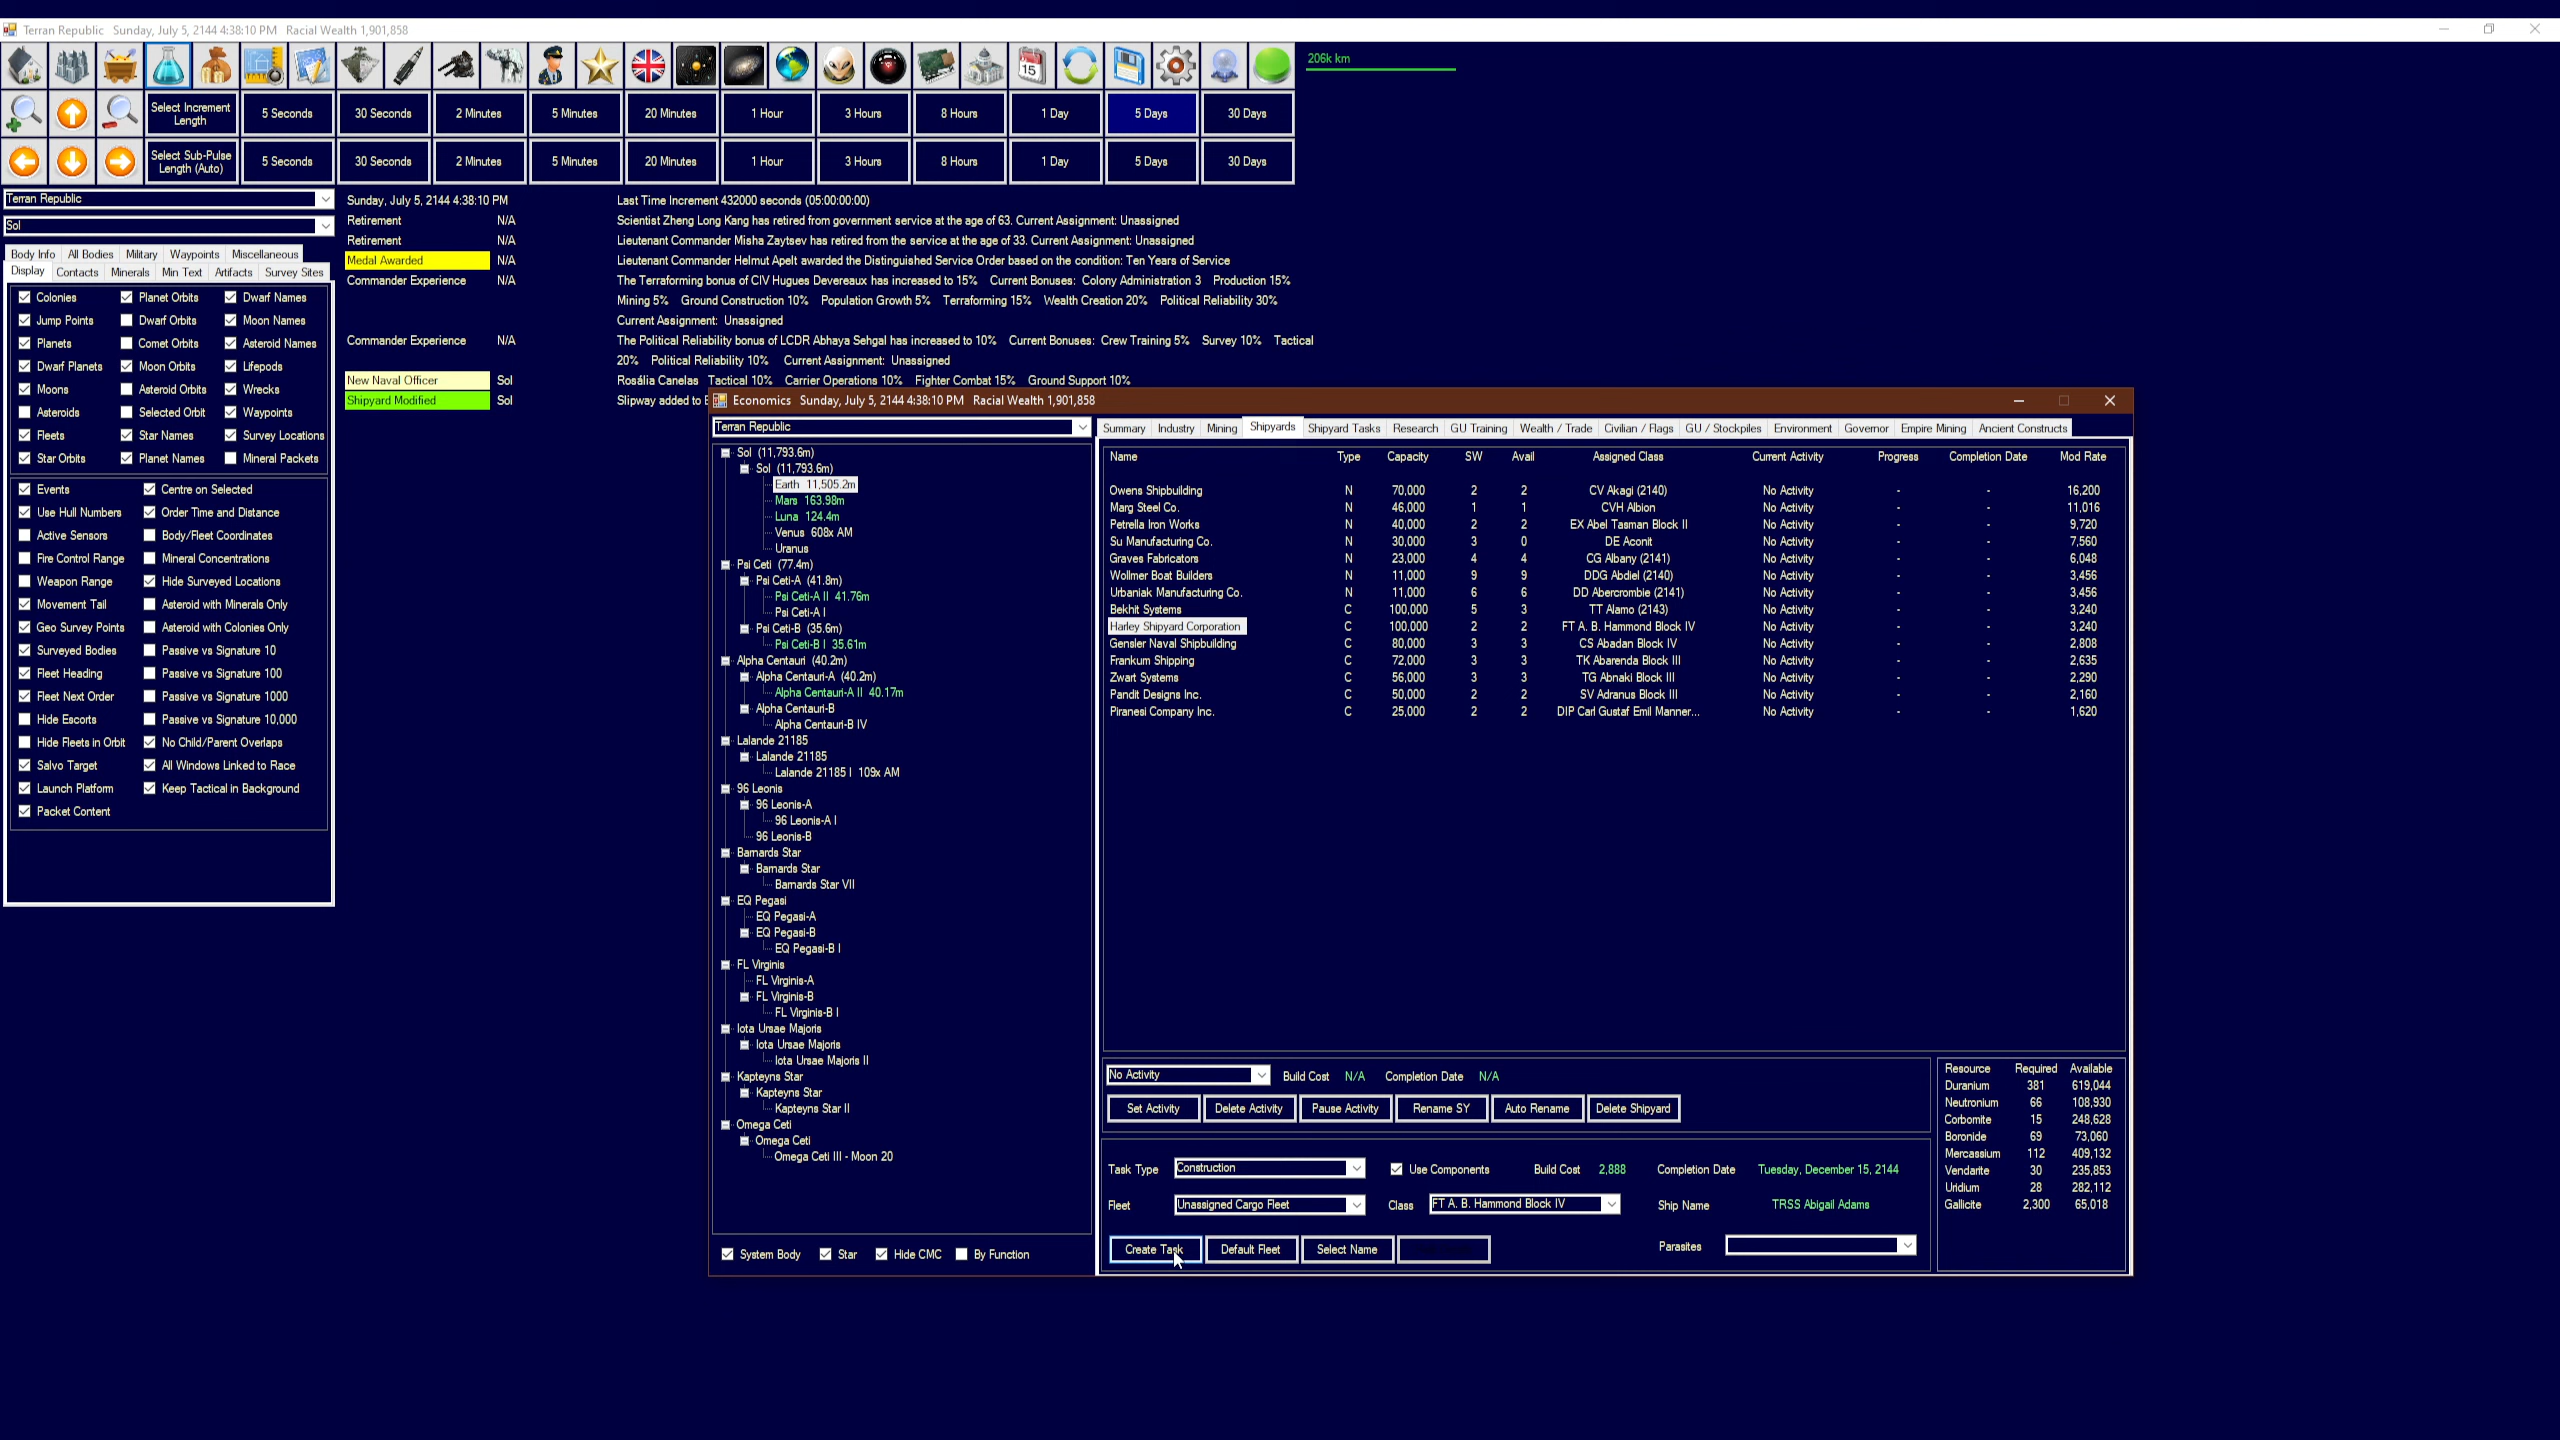 Terran Republic Sunday, July 5, 2144 4:38:10 PM Racial Wealth 1,901,858
15
206k km
Select Increment Length 5 Seconds 30 Seconds 2 Minutes 5 Minutes 20 Minutes 1 Hour 3 Hours 8 Hours 1 Day 5 Days 30 Days
Select Sub-Pulse Length (Auto) 5 Seconds 30 Seconds 2 Minutes 5 Minutes 20 Minutes 1 Hour 3 Hours 8 Hours 1 Day 5 Days 30 Days
Terran Republic
Sol
Body Info All Bodies Military Waypoints Miscellaneous
Display Contacts Minerals Min Text Artifacts Survey Sites
Colonies Planet Orbits Dwarf Names
Jump Points Dwarf Orbits Moon Names
Planets Comet Orbits Asteroid Names
Dwarf Planets Moon Orbits Lifepods
Moons Asteroid Orbits Wrecks
Asteroids Selected Orbit Waypoints
Fleets Star Names Survey Locations
Star Orbits Planet Names Mineral Packets
Events Centre on Selected
Use Hull Numbers Order Time and Distance
Active Sensors Body/Fleet Coordinates
Fire Control Range Mineral Concentrations
Weapon Range Hide Surveyed Locations
Movement Tail Asteroid with Minerals Only
Geo Survey Points Asteroid with Colonies Only
Surveyed Bodies Passive vs Signature 10
Fleet Heading Passive vs Signature 100
Fleet Next Order Passive vs Signature 1000
Hide Escorts Passive vs Signature 10,000
Hide Fleets in Orbit No Child/Parent Overlaps
Salvo Target All Windows Linked to Race
Launch Platform Keep Tactical in Background
Packet Content
Sunday, July 5, 2144 4:38:10 PM Last Time Increment 432000 seconds (05:00:00:00)
Retirement N/A Scientist Zheng Long Kang has retired from government service at the age of 63. Current Assignment: Unassigned
Retirement N/A Lieutenant Commander Misha Zaytsev has retired from the service at the age of 33. Current Assignment: Unassigned
Medal Awarded N/A Lieutenant Commander Helmut Apelt awarded the Distinguished Service Order based on the condition: Ten Years of Service
Commander Experience N/A The Terraforming bonus of CIV Hugues Devereaux has increased to 15% Current Bonuses: Colony Administration 3 Production 15%
Mining 5% Ground Construction 10% Population Growth 5% Terraforming 15% Wealth Creation 20% Political Reliability 30%
Current Assignment: Unassigned
Commander Experience N/A The Political Reliability bonus of LCDR Abhaya Sehgal has increased to 10% Current Bonuses: Crew Training 5% Survey 10% Tactical
20% Political Reliability 10% Current Assignment: Unassigned
New Naval Officer Sol Rosália Canelas Tactical 10% Carrier Operations 10% Fighter Combat 15% Ground Support 10%
Shipyard Modified Sol Slipway added to
Economics Sunday, July 5, 2144 4:38:10 PM Racial Wealth 1,901,858
Terran Republic
Sol (11,793.6m)
Sol (11,793.6m)
Earth 11,505.2m
Mars 163.98m
Luna 124.4m
Venus 608x AM
Uranus
Psi Ceti (77.4m)
Psi Ceti-A (41.8m)
Psi Ceti-A II 41.76m
Psi Ceti-A I
Psi Ceti-B (35.6m)
Psi Ceti-B I 35.61m
Alpha Centauri (40.2m)
Alpha Centauri-A (40.2m)
Alpha Centauri-A II 40.17m
Alpha Centauri-B
Alpha Centauri-B IV
Lalande 21185
Lalande 21185
Lalande 21185 I 109x AM
96 Leonis
96 Leonis-A
96 Leonis-A I
96 Leonis-B
Barnards Star
Barnards Star
Barnards Star VII
EQ Pegasi
EQ Pegasi-A
EQ Pegasi-B
EQ Pegasi-B I
FL Virginis
FL Virginis-A
FL Virginis-B
FL Virginis-B I
Iota Ursae Majoris
Iota Ursae Majoris
Iota Ursae Majoris II
Kapteyns Star
Kapteyns Star
Kapteyns Star II
Omega Ceti
Omega Ceti
Omega Ceti III - Moon 20
System Body Star Hide CMC By Function
Summary Industry Mining Shipyards Shipyard Tasks Research GU Training Wealth / Trade Civilian / Flags GU / Stockpiles Environment Governor Empire Mining Ancient Constructs
Name Type Capacity SW Avail Assigned Class Current Activity Progress Completion Date Mod Rate
Owens Shipbuilding N 70,000 2 2 CV Akagi (2140) No Activity - - 16,200
Marg Steel Co. N 46,000 1 1 CVH Albion No Activity - - 11,016
Petrella Iron Works N 40,000 2 2 EX Abel Tasman Block II No Activity - - 9,720
Su Manufacturing Co. N 30,000 3 0 DE Aconit No Activity - - 7,560
Graves Fabricators N 23,000 4 4 CG Albany (2141) No Activity - - 6,048
Wollmer Boat Builders N 11,000 9 9 DDG Abdiel (2140) No Activity - - 3,456
Urbaniak Manufacturing Co. N 11,000 6 6 DD Abercrombie (2141) No Activity - - 3,456
Bekhit Systems C 100,000 5 3 TT Alamo (2143) No Activity - - 3,240
Harley Shipyard Corporation C 100,000 2 2 FT A. B. Hammond Block IV No Activity - - 3,240
Gensler Naval Shipbuilding C 80,000 3 3 CS Abadan Block IV No Activity - - 2,808
Frankum Shipping C 72,000 3 3 TK Abarenda Block III No Activity - - 2,635
Zwart Systems C 56,000 3 3 TG Abnaki Block III No Activity - - 2,290
Pandit Designs Inc. C 50,000 2 2 SV Adranus Block III No Activity - - 2,160
Piranesi Company Inc. C 25,000 2 2 DIP Carl Gustaf Emil Manner... No Activity - - 1,620
No Activity Build Cost N/A Completion Date N/A
Set Activity Delete Activity Pause Activity Rename SY Auto Rename Delete Shipyard
Task Type Construction Use Components Build Cost 2,888 Completion Date Tuesday, December 15, 2144
Fleet Unassigned Cargo Fleet Class FT A. B. Hammond Block IV Ship Name TRSS Abigail Adams
Create Task Default Fleet Select Name Parasites
Resource Required Available
Duranium 381 619,044
Neutronium 66 108,930
Corbomite 15 248,628
Boronide 69 73,060
Mercassium 112 409,132
Vendarite 30 235,853
Uridium 28 282,112
Gallicite 2,300 65,018